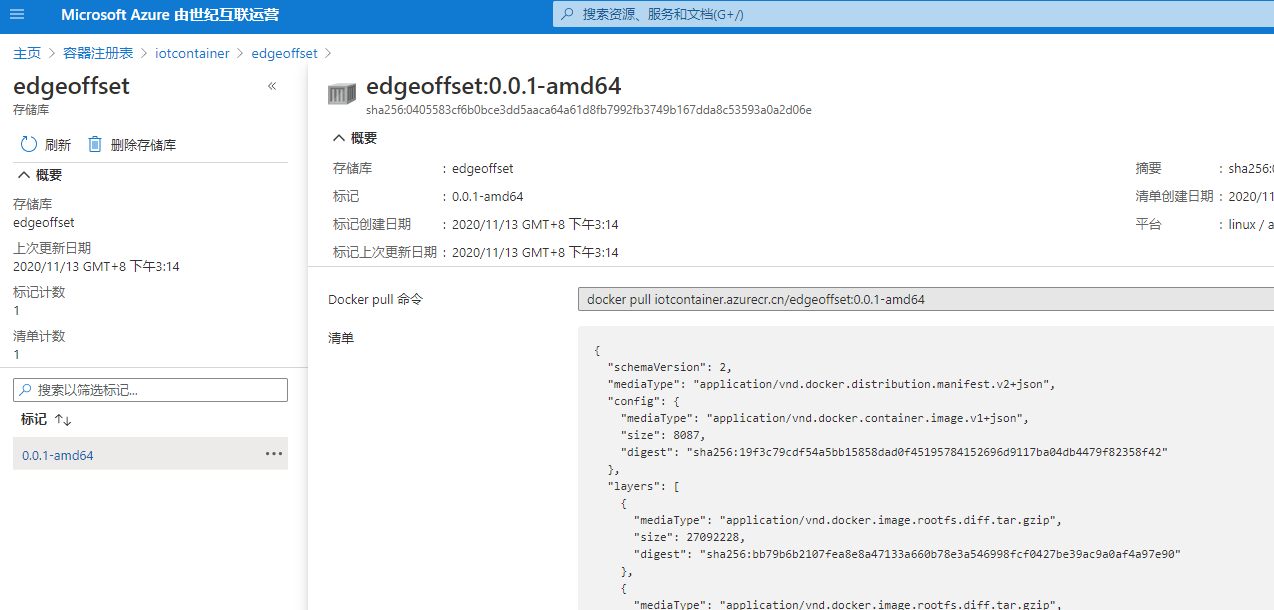 Microsoft Azure 由世纪互联运营
搜索资源、服务和文档(G+/)
主页 > 容器注册表 > iotcontainer > edgeoffset >
edgeoffset
存储库
刷新 删除存储库
概要
存储库
edgeoffset
上次更新日期
2020/11/13 GMT+8 下午3:14
标记计数
1
清单计数
1
搜索以筛选标记...
标记
0.0.1-amd64
edgeoffset:0.0.1-amd64
sha256:0405583cf6b0bce3dd5aaca64a61d8fb7992fb3749b167dda8c53593a0a2d06e
概要
存储库 : edgeoffset
标记 : 0.0.1-amd64
标记创建日期 : 2020/11/13 GMT+8 下午3:14
标记上次更新日期 : 2020/11/13 GMT+8 下午3:14
摘要 : sha256:
清单创建日期 : 2020/11
平台 : linux / a
Docker pull 命令
docker pull iotcontainer.azurecr.cn/edgeoffset:0.0.1-amd64
清单
{
"schemaVersion": 2,
"mediaType": "application/vnd.docker.distribution.manifest.v2+json",
"config": {
"mediaType": "application/vnd.docker.container.image.v1+json",
"size": 8087,
"digest": "sha256:19f3c79cdf54a5bb15858dad0f45195784152696d9117ba04db4479f82358f42"
},
"layers": [
{
"mediaType": "application/vnd.docker.image.rootfs.diff.tar.gzip",
"size": 27092228,
"digest": "sha256:bb79b6b2107fea8e8a47133a660b78e3a546998fcf0427be39ac9a0af4a97e90"
},
{
"mediaType": "application/vnd.docker.image.rootfs.diff.tar.gzip",